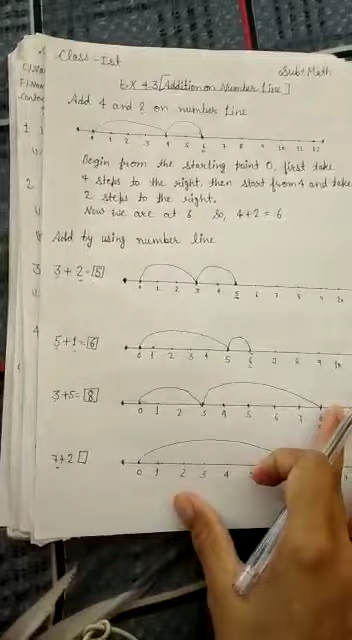 Class - Ist
Sub:- Math
EX 4.3 [Addition on Number Line]
Add 4 and 2 on number line
0 1 2 3 4 5 6 7 8 9 10 11 12
Begin from the starting point 0, first take
4 steps to the right, then start from 4 and take
2 steps to the right.
Now we are at 6 So, 4+2=6
Add by using number line
3+2=5
0 1 2 3 4 5 6 7 8 9 10
5+1=6
0 1 2 3 4 5 6 7 8 9 10
3+5=8
0 1 2 3 4 5 6 7 8
7+2
0 1 2 3 4
1
2
3
4